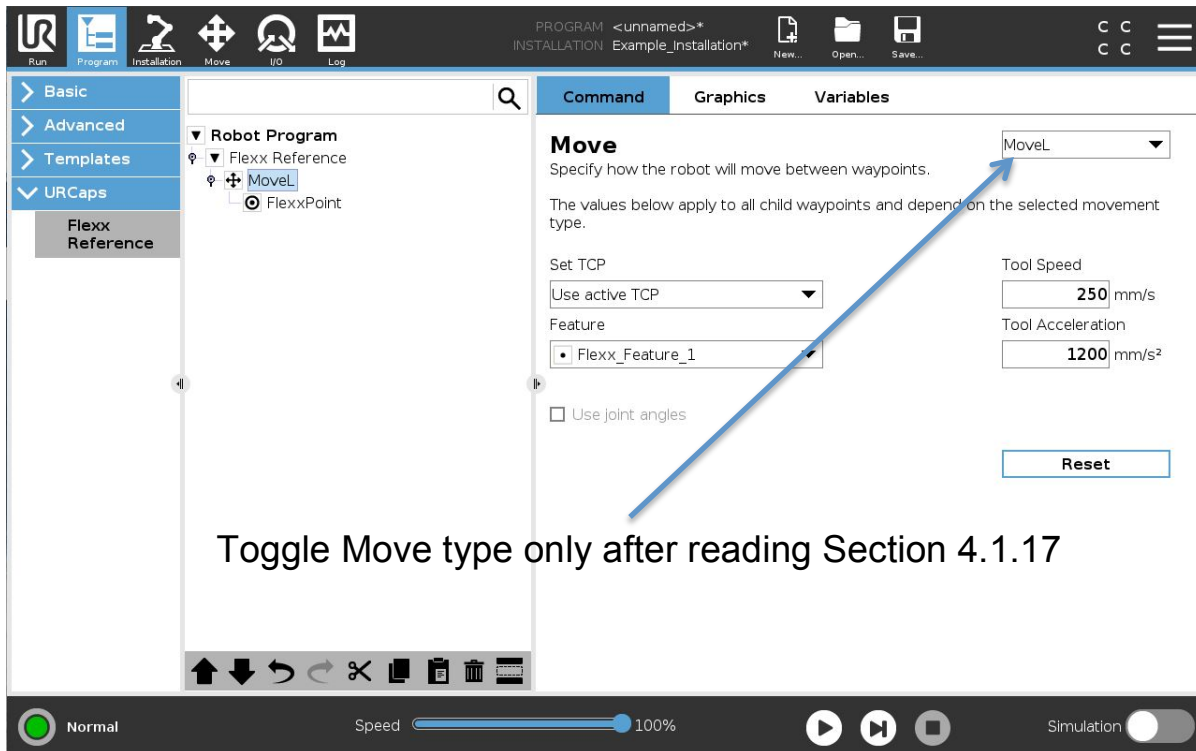 PROGRAM <unnamed>*
INSTALLATION Example_Installation*
UR
Run
Program
Installation
Move
I/O
Log
New...
Open...
Save...
C C
C C
Basic
Advanced
Templates
URCaps
Flexx
Reference
Robot Program
Flexx Reference
MoveL
FlexxPoint
Command
Graphics
Variables
Move
MoveL
Specify how the robot will move between waypoints.
The values below apply to all child waypoints and depend on the selected movement
type.
Set TCP
Tool Speed
Use active TCP
250 mm/s
Feature
Tool Acceleration
Flexx_Feature_1
1200 mm/s²
Use joint angles
Reset
Toggle Move type only after reading Section 4.1.17
Normal
Speed
100%
Simulation